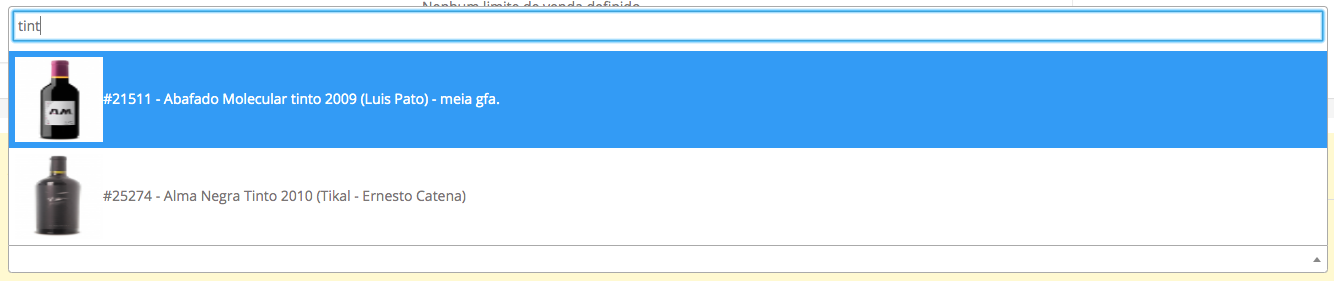 Nenhum limite de venda definido
tint
#21511 - Abafado Molecular tinto 2009 (Luis Pato) - meia gfa.
#25274 - Alma Negra Tinto 2010 (Tikal - Ernesto Catena)